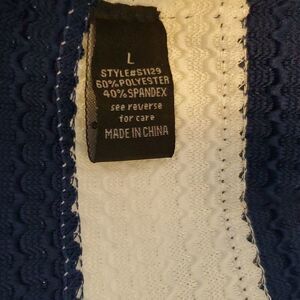 L
STYLE#S1129
60%POLYESTER
40%SPANDEX
see reverse
for care
MADE IN CHINA